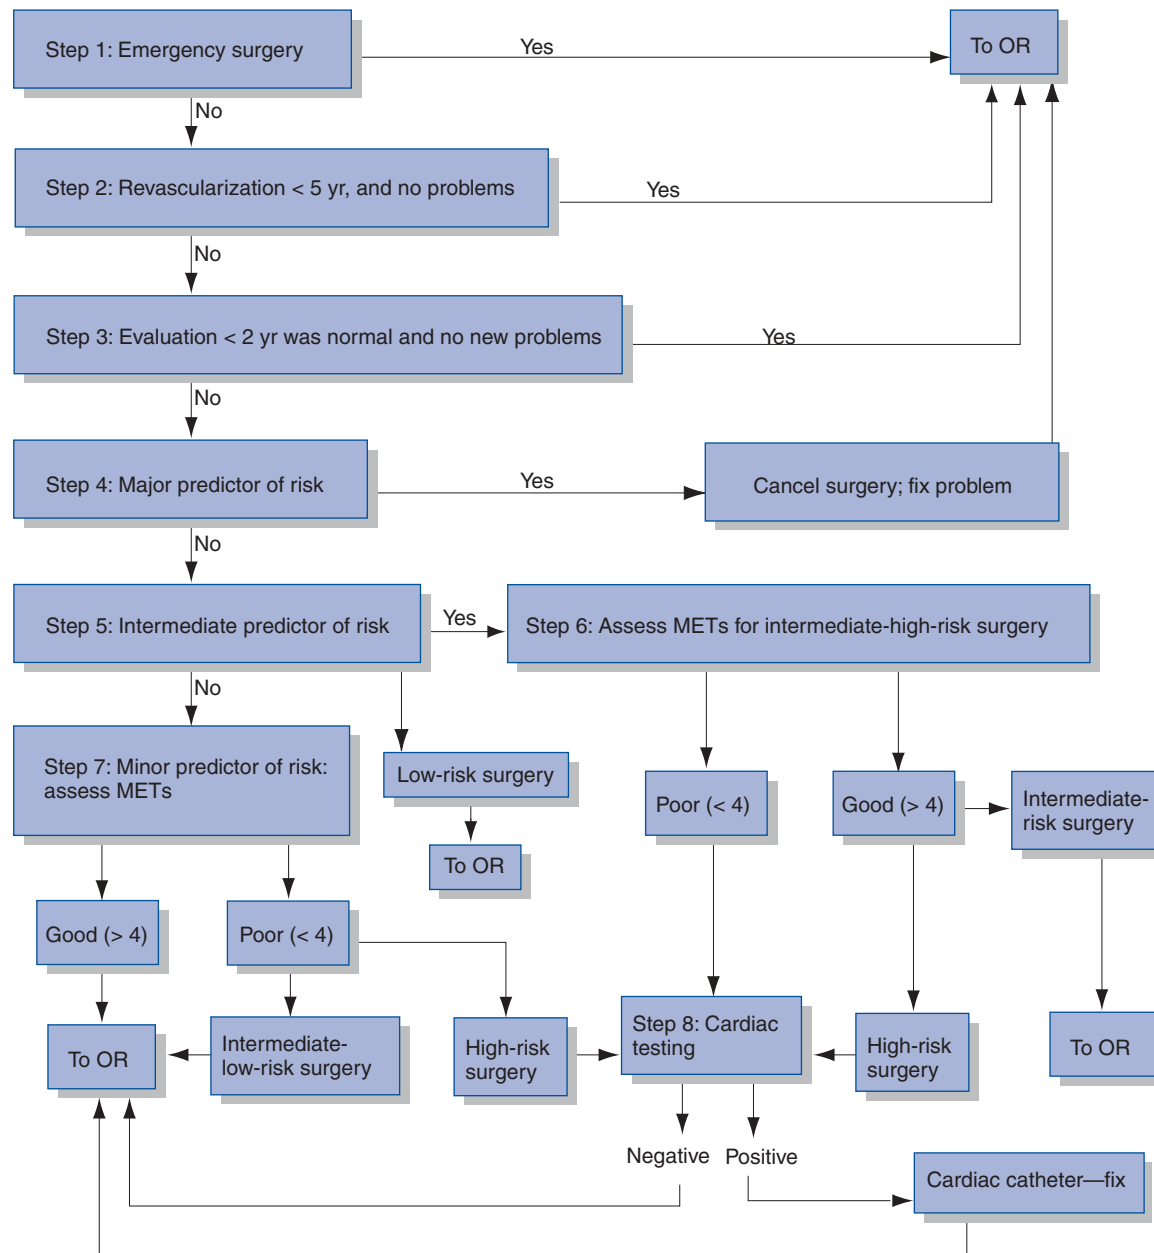 Step 1: Emergency surgery
Yes
To OR
No
Step 2: Revascularization < 5 yr, and no problems
Yes
No
Step 3: Evaluation < 2 yr was normal and no new problems
Yes
No
Step 4: Major predictor of risk
Yes
Cancel surgery; fix problem
No
Step 5: Intermediate predictor of risk
Yes
Step 6: Assess METs for intermediate-high-risk surgery
No
Step 7: Minor predictor of risk:
assess METs
Low-risk surgery
To OR
Poor (< 4)
Good (> 4)
Intermediate-
risk surgery
Good (> 4)
Poor (< 4)
To OR
Intermediate-
low-risk surgery
High-risk
surgery
Step 8: Cardiac
testing
High-risk
surgery
To OR
Negative
Positive
Cardiac catheter—fix